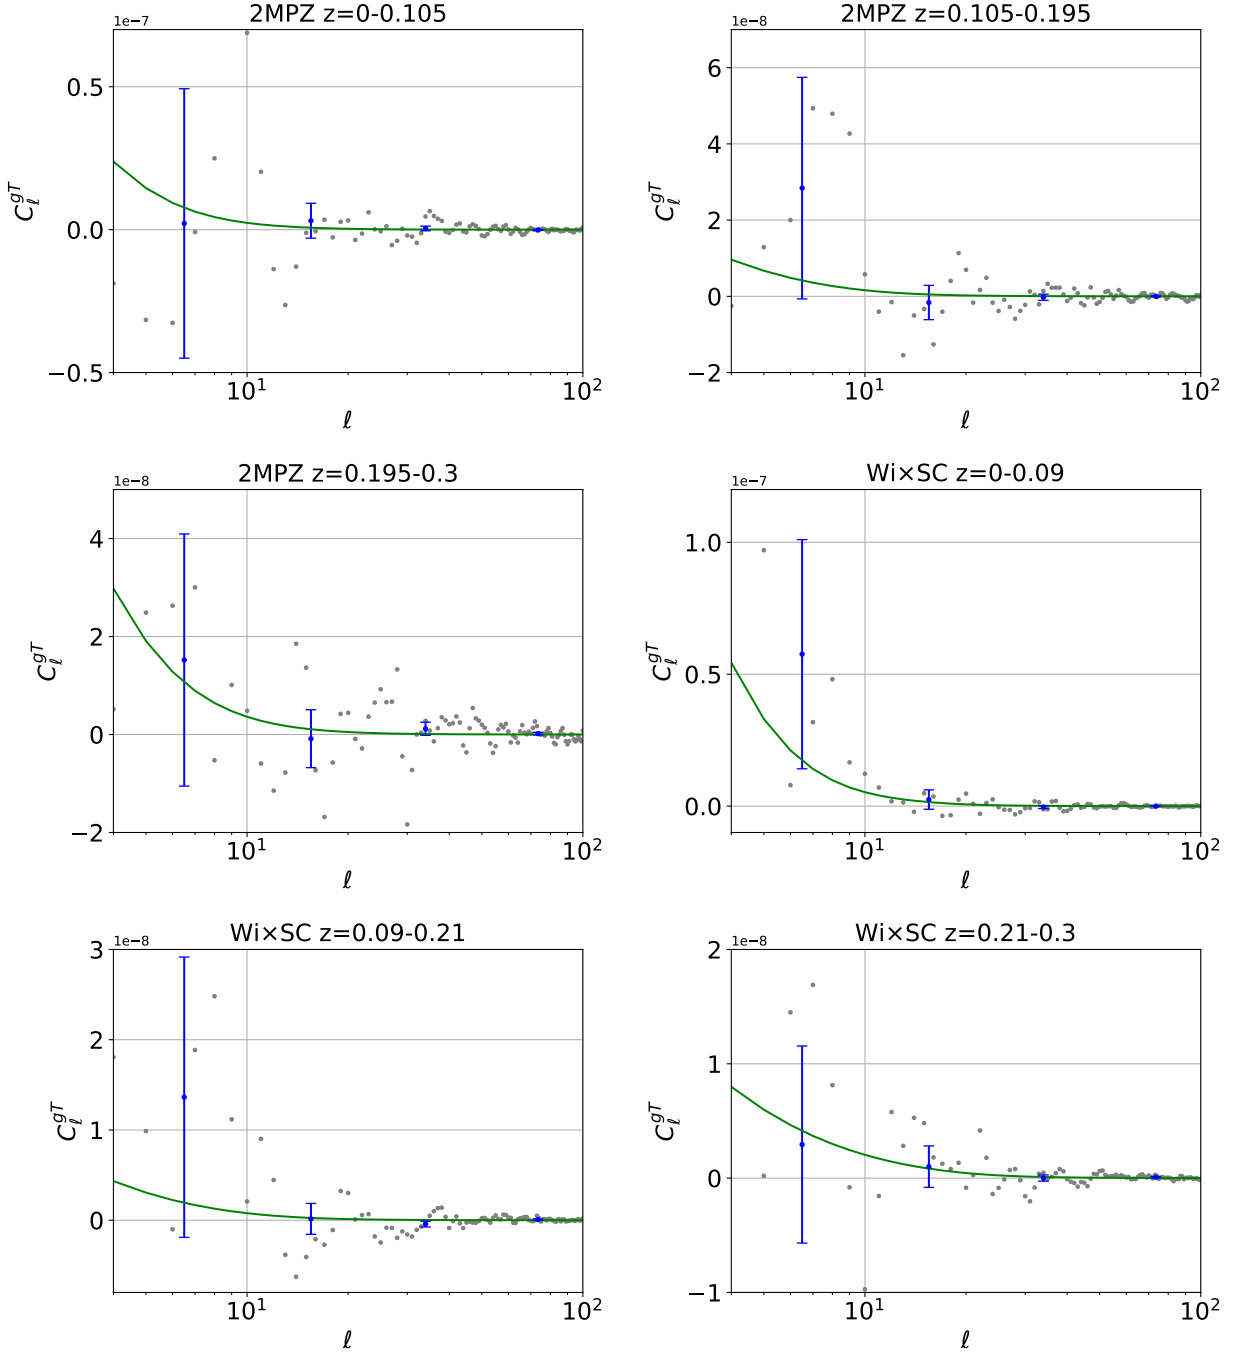 2MPZ z=0-0.105
1e-7
0.5
0.0
−0.5
C_ℓ^{gT}
10^1
10^2
ℓ
2MPZ z=0.105-0.195
1e-8
6
4
2
0
−2
C_ℓ^{gT}
10^1
10^2
ℓ
2MPZ z=0.195-0.3
1e-8
4
2
0
−2
C_ℓ^{gT}
10^1
10^2
ℓ
Wi×SC z=0-0.09
1e-7
1.0
0.5
0.0
C_ℓ^{gT}
10^1
10^2
ℓ
Wi×SC z=0.09-0.21
1e-8
3
2
1
0
C_ℓ^{gT}
10^1
10^2
ℓ
Wi×SC z=0.21-0.3
1e-8
2
1
0
−1
C_ℓ^{gT}
10^1
10^2
ℓ